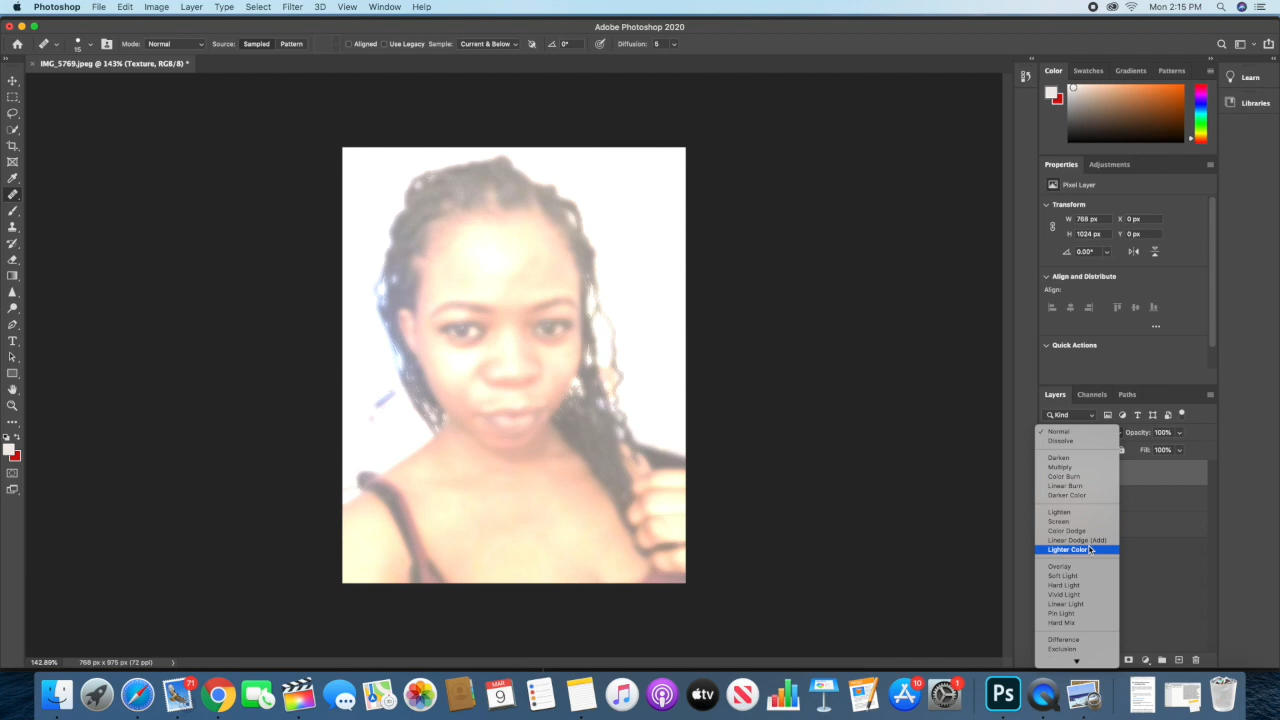 Photoshop File Edit Image Layer Type Select Filter 3D View Window Help Mon 2:15 PM
Adobe Photoshop 2020
15 Mode: Normal Source: Sampled Pattern Aligned Use Legacy Sample: Current & Below 0° Diffusion: 5
IMG_5769.jpeg @ 143% (Texture, RGB/8) *
Color Swatches Gradients Patterns
Learn
Libraries
Properties Adjustments
Pixel Layer
Transform
W 768 px X 0 px
H 1024 px Y 0 px
0.00°
Align and Distribute
Align:
Quick Actions
Layers Channels Paths
Kind
Normal
Opacity: 100%
Dissolve
Fill: 100%
Darken
Multiply
Color Burn
Linear Burn
Darker Color
Lighten
Screen
Color Dodge
Linear Dodge (Add)
Lighter Color
Overlay
Soft Light
Hard Light
Vivid Light
Linear Light
Pin Light
Hard Mix
Difference
Exclusion
142.89% 768 px x 975 px (72 ppi)
71
MAR
9
tv
10
1
Ps